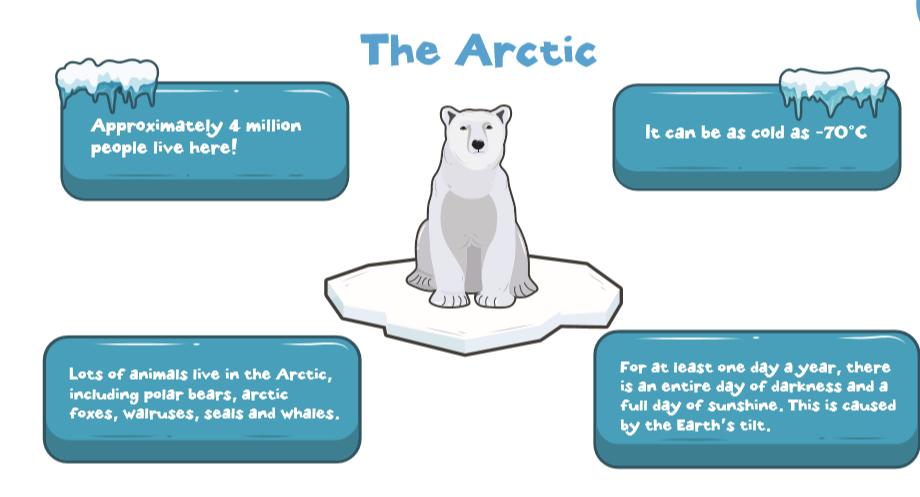 The Arctic
Approximately 4 million
people live here!
It can be as cold as -70°C
Lots of animals live in the Arctic,
including polar bears, arctic
foxes, walruses, seals and whales.
For at least one day a year, there
is an entire day of darkness and a
full day of sunshine. This is caused
by the Earth's tilt.